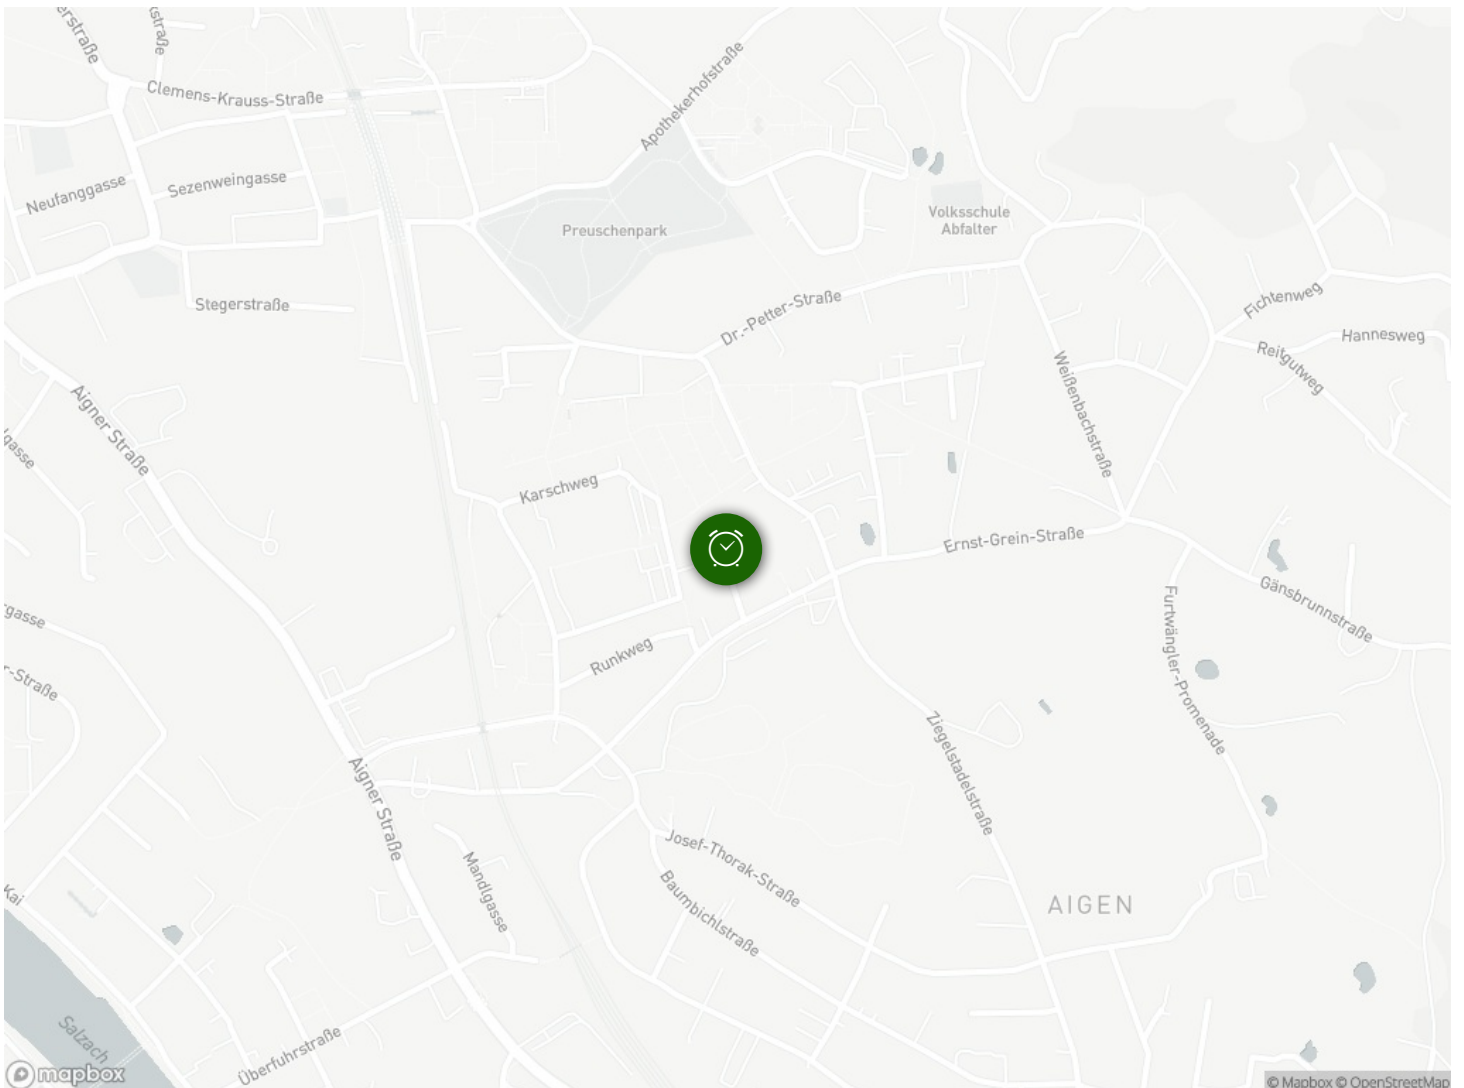 Clemens-Krauss-Straße
Apothekerhofstraße
Neufanggasse
Sezenweingasse
Preuschenpark
Volksschule
Abfalter
Stegerstraße
Dr.-Petter-Straße
Fichtenweg
Hannesweg
Reitgutweg
Aigner Straße
Weißenbachstraße
Karschweg
Ernst-Grein-Straße
Gänsbrunnstraße
Furtwängler-Promenade
Runkweg
r-Straße
Ziegelstadelstraße
Aigner Straße
Josef-Thorak-Straße
Mandlgasse
Baumbichlstraße
AIGEN
Kai
Salzach
Überfuhrstraße
mapbox
© Mapbox © OpenStreetMap